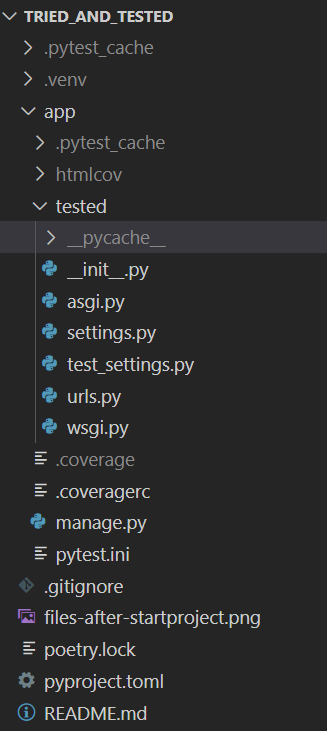 TRIED_AND_TESTED
.pytest_cache
.venv
app
.pytest_cache
htmlcov
tested
__pycache__
__init__.py
asgi.py
settings.py
test_settings.py
urls.py
wsgi.py
.coverage
.coveragerc
manage.py
pytest.ini
.gitignore
files-after-startproject.png
poetry.lock
pyproject.toml
README.md